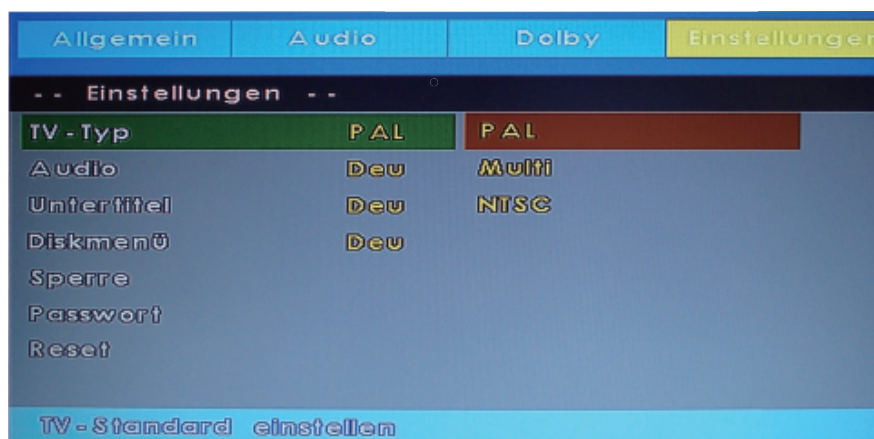 Allgemein Audio Dolby Einstellungen
-- Einstellungen --
TV-Typ PAL PAL
Audio Deu Multi
Untertitel Deu NTSC
Diskmenü Deu
Sperre
Passwort
Reset
TV-Standard einstellen